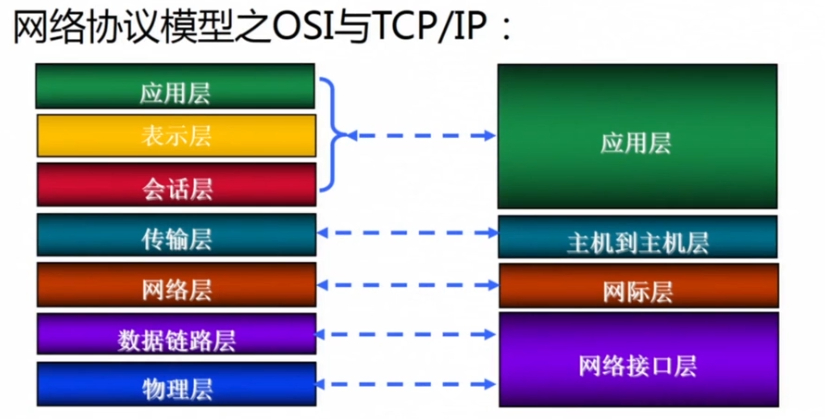 网络协议模型之OSI与TCP/IP：
应用层
表示层
会话层
传输层
网络层
数据链路层
物理层
应用层
主机到主机层
网际层
网络接口层